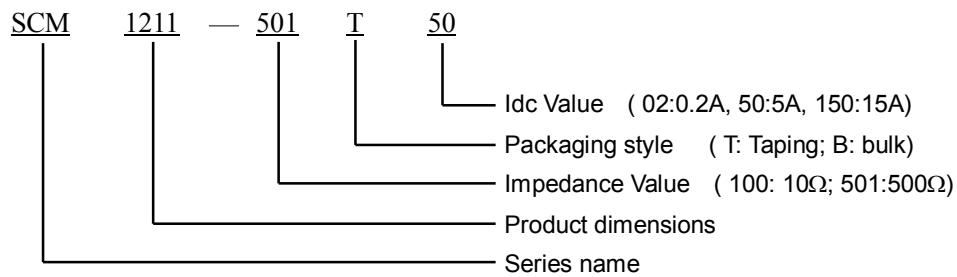 SCM 1211 — 501 T 50
Idc Value ( 02:0.2A, 50:5A, 150:15A)
Packaging style ( T: Taping; B: bulk)
Impedance Value ( 100: 10Ω; 501:500Ω)
Product dimensions
Series name